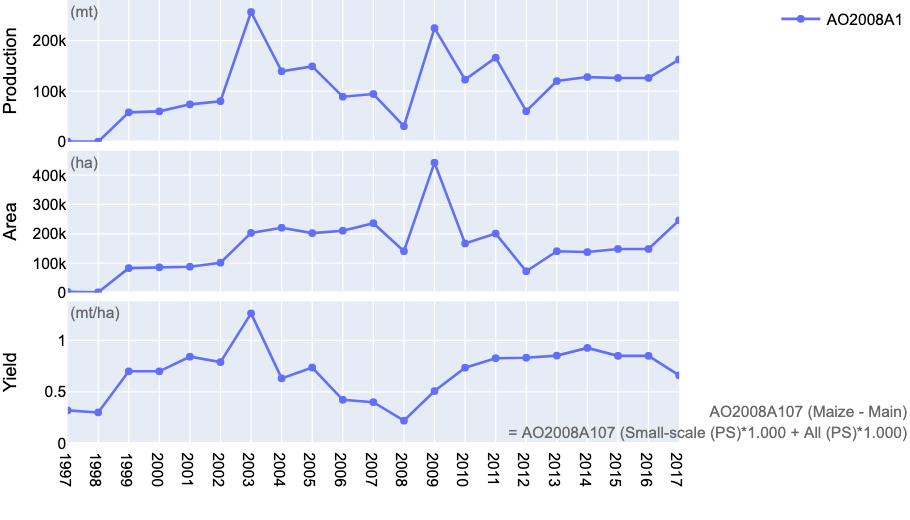 (mt)
AO2008A1
Production
200k
100k
0
(ha)
Area
400k
300k
200k
100k
0
(mt/ha)
Yield
1
0.5
0
AO2008A107 (Maize - Main)
= AO2008A107 (Small-scale (PS)*1.000 + All (PS)*1.000)
1997
1998
1999
2000
2001
2002
2003
2004
2005
2006
2007
2008
2009
2010
2011
2012
2013
2014
2015
2016
2017